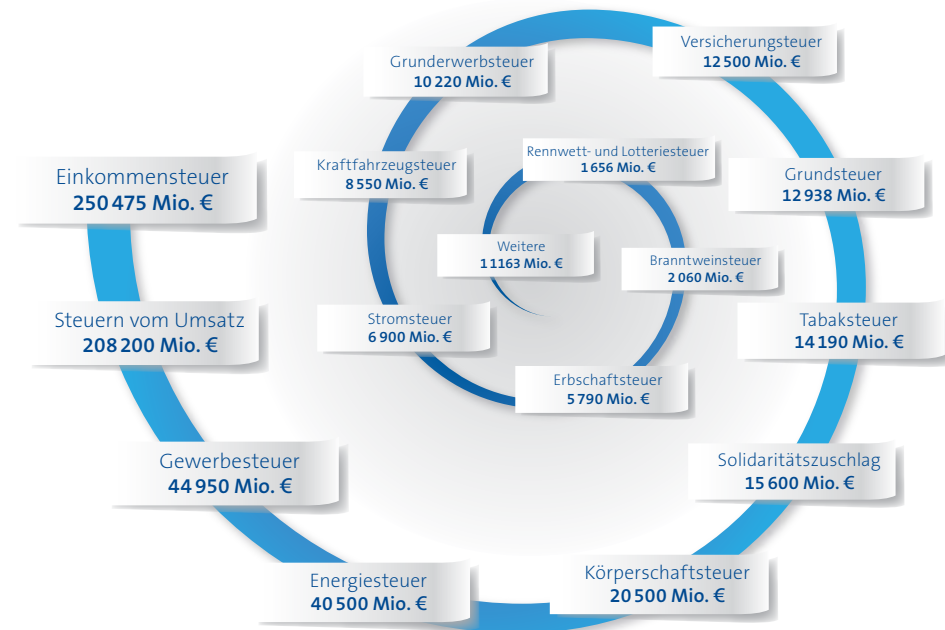 Einkommensteuer
250 475 Mio. €
Steuern vom Umsatz
208 200 Mio. €
Gewerbesteuer
44 950 Mio. €
Energiesteuer
40 500 Mio. €
Körperschaftsteuer
20 500 Mio. €
Solidaritätszuschlag
15 600 Mio. €
Tabaksteuer
14 190 Mio. €
Grundsteuer
12 938 Mio. €
Versicherungsteuer
12 500 Mio. €
Grunderwerbsteuer
10 220 Mio. €
Kraftfahrzeugsteuer
8 550 Mio. €
Stromsteuer
6 900 Mio. €
Erbschaftsteuer
5 790 Mio. €
Branntweinsteuer
2 060 Mio. €
Rennwett- und Lotteriesteuer
1 656 Mio. €
Weitere
11163 Mio. €